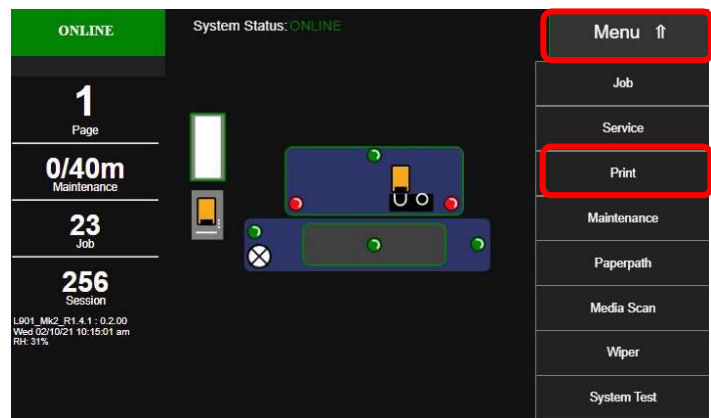 ONLINE
System Status: ONLINE
Menu ⇑
1
Page
0/40m
Maintenance
23
Job
256
Session
L901_Mk2_R1.4.1 : 0.2.00
Wed 02/10/21 10:15:01 am
RH: 31%
Job
Service
Print
Maintenance
Paperpath
Media Scan
Wiper
System Test